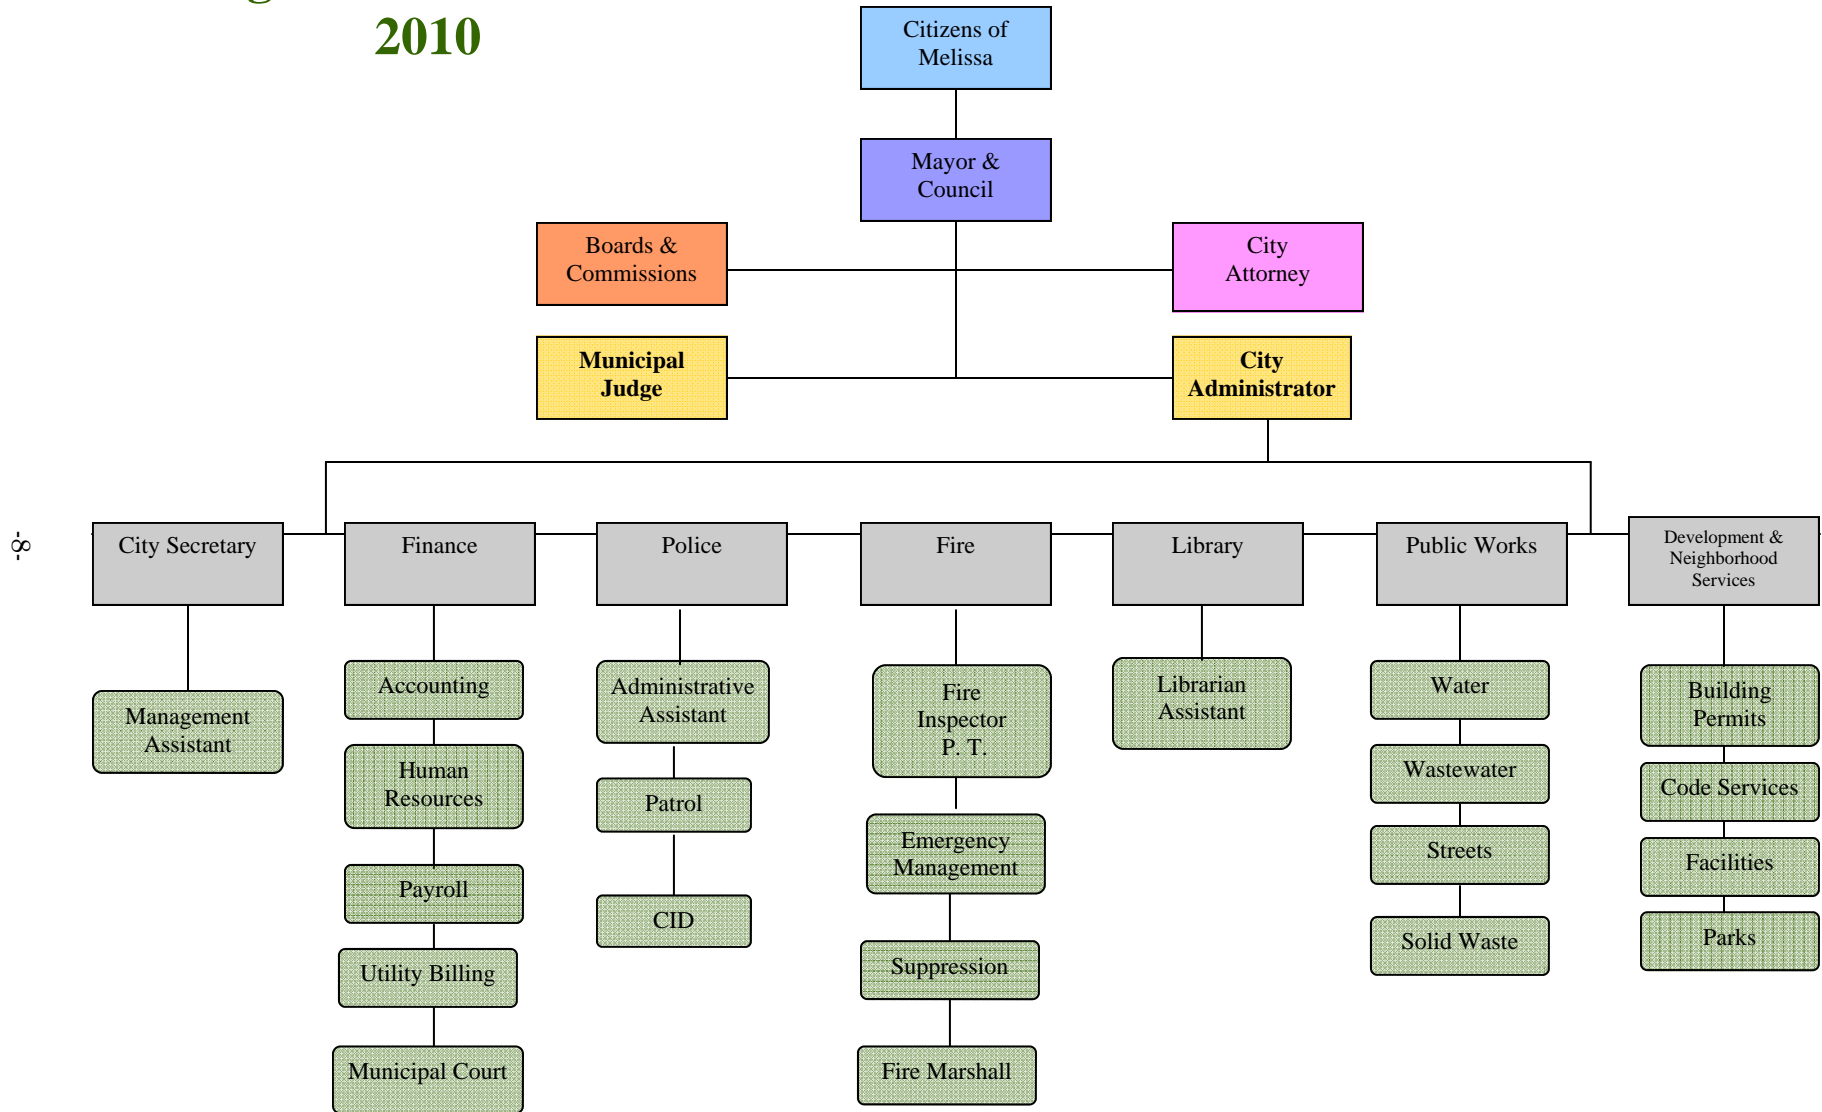 2010
Citizens of
Melissa
Mayor &
Council
Boards &
Commissions
City
Attorney
Municipal
Judge
City
Administrator
-8-
City Secretary
Finance
Police
Fire
Library
Public Works
Development &
Neighborhood
Services
Management
Assistant
Accounting
Human
Resources
Payroll
Utility Billing
Municipal Court
Administrative
Assistant
Patrol
CID
Fire
Inspector
P. T.
Emergency
Management
Suppression
Fire Marshall
Librarian
Assistant
Water
Wastewater
Streets
Solid Waste
Building
Permits
Code Services
Facilities
Parks